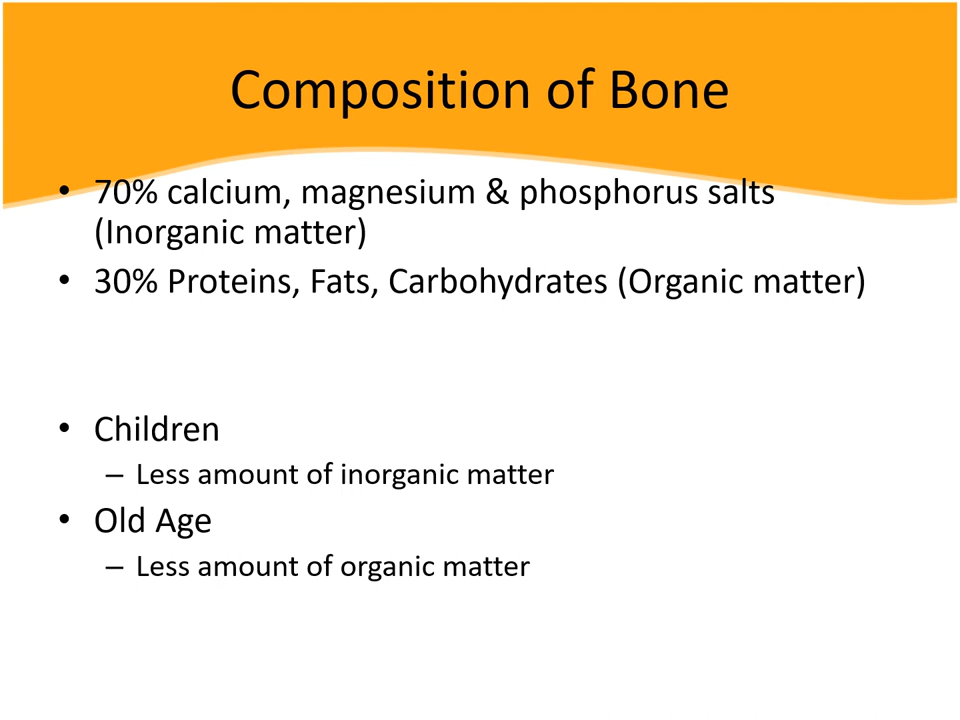 Composition of Bone
• 70% calcium, magnesium & phosphorus salts
(Inorganic matter)
• 30% Proteins, Fats, Carbohydrates (Organic matter)
• Children
– Less amount of inorganic matter
• Old Age
– Less amount of organic matter